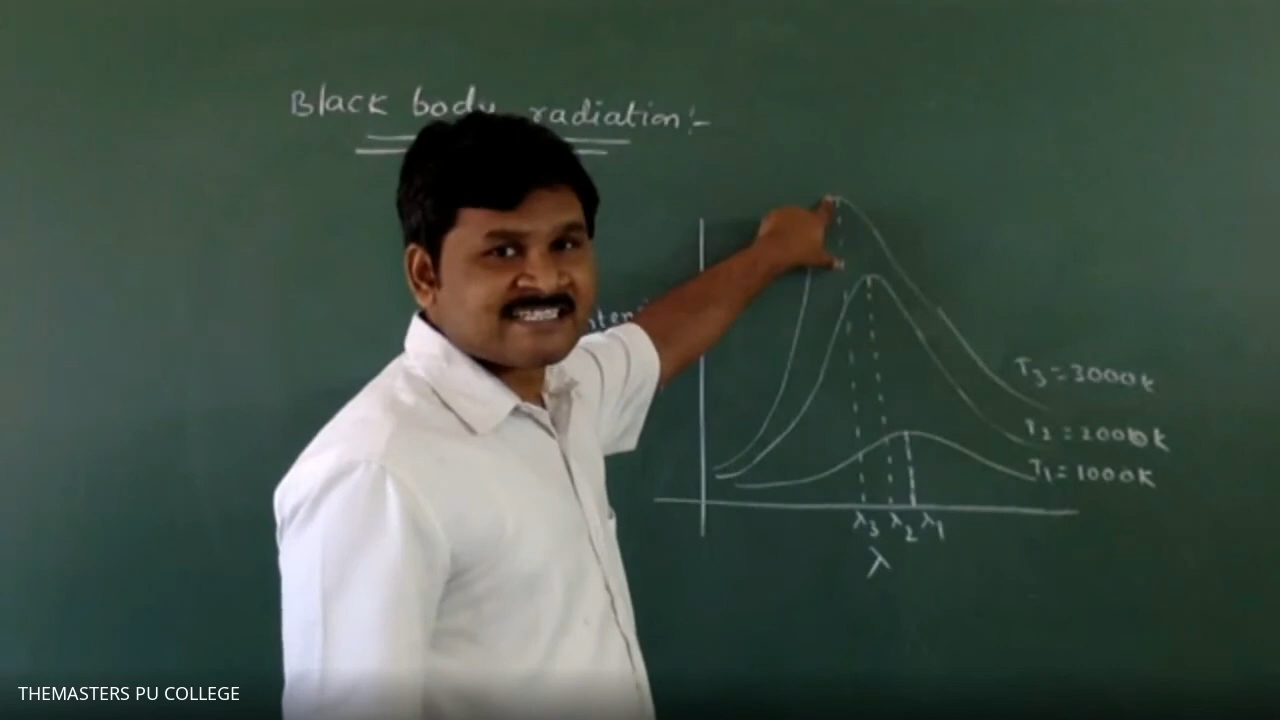 Black body radiation:-
T₃ = 3000k
T₂ = 2000k
T₁ = 1000k
λ₃ λ₂ λ₁
λ
THEMASTERS PU COLLEGE